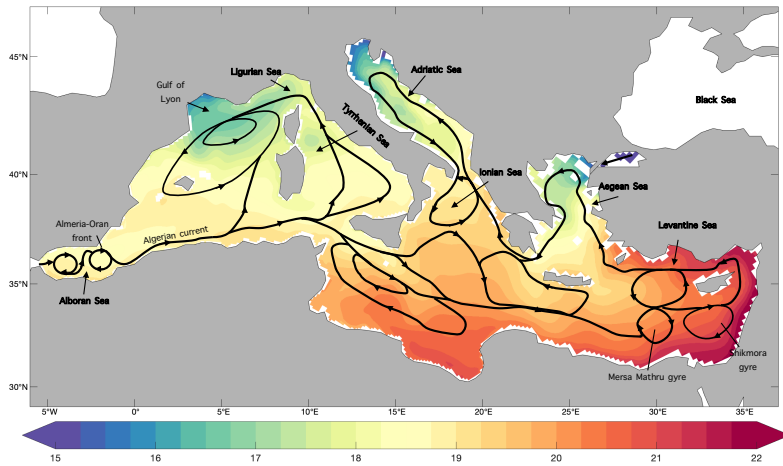 45°N
40°N
35°N
30°N
Ligurian Sea
Gulf of
Lyon
Adriatic Sea
Tyrrhenian Sea
Black Sea
Ionian Sea
Aegean Sea
Levantine Sea
Almeria-Oran
front
Algerian current
Alboran Sea
Shikmora
gyre
Mersa Mathru gyre
5°W
0°
5°E
10°E
15°E
20°E
25°E
30°E
35°E
15
16
17
18
19
20
21
22